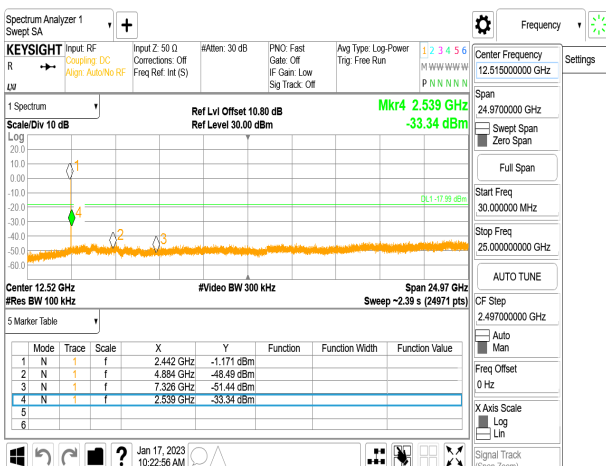 Spectrum Analyzer 1
Swept SA
Frequency
KEYSIGHT
Input: RF
Coupling: DC
Align: Auto/No RF
Input Z: 50 Ω
Corrections: Off
Freq Ref: Int (S)
#Atten: 30 dB
PNO: Fast
Gate: Off
IF Gain: Low
Sig Track: Off
Avg Type: Log-Power
Trig: Free Run
1 2 3 4 5 6
M W W W W W
P N N N N N
R
LXI
1 Spectrum
Scale/Div 10 dB
Ref Lvl Offset 10.80 dB
Ref Level 30.00 dBm
Mkr4 2.539 GHz
-33.34 dBm
Log
20.0
10.0
0.00
-10.0
-20.0
-30.0
-40.0
-50.0
-60.0
1
4
2
3
DL1 -17.99 dBm
Center 12.52 GHz
#Res BW 100 kHz
#Video BW 300 kHz
Span 24.97 GHz
Sweep ~2.39 s (24971 pts)
5 Marker Table
Mode Trace Scale X Y Function Function Width Function Value
1 N 1 f 2.442 GHz -1.171 dBm
2 N 1 f 4.884 GHz -48.49 dBm
3 N 1 f 7.326 GHz -51.44 dBm
4 N 1 f 2.539 GHz -33.34 dBm
5
6
?
Jan 17, 2023
10:22:56 AM
Center Frequency
12.515000000 GHz
Settings
Span
24.9700000 GHz
Swept Span
Zero Span
Full Span
Start Freq
30.000000 MHz
Stop Freq
25.000000000 GHz
AUTO TUNE
CF Step
2.497000000 GHz
Auto
Man
Freq Offset
0 Hz
X Axis Scale
Log
Lin
Signal Track
(Span Zoom)